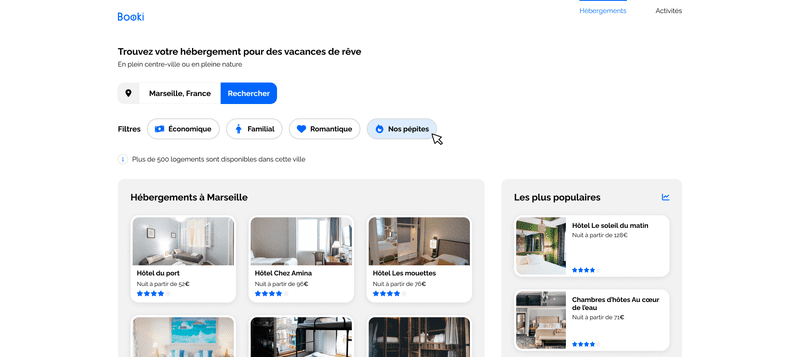 Booki
Hébergements
Activités
Trouvez votre hébergement pour des vacances de rêve
En plein centre-ville ou en pleine nature
Marseille, France
Rechercher
Filtres
Économique
Familial
Romantique
Nos pépites
Plus de 500 logements sont disponibles dans cette ville
Hébergements à Marseille
Hôtel du port
Nuit à partir de 52€
Hôtel Chez Amina
Nuit à partir de 96€
Hôtel Les mouettes
Nuit à partir de 76€
Les plus populaires
Hôtel Le soleil du matin
Nuit à partir de 128€
Chambres d'hôtes Au cœur
de l'eau
Nuit à partir de 71€